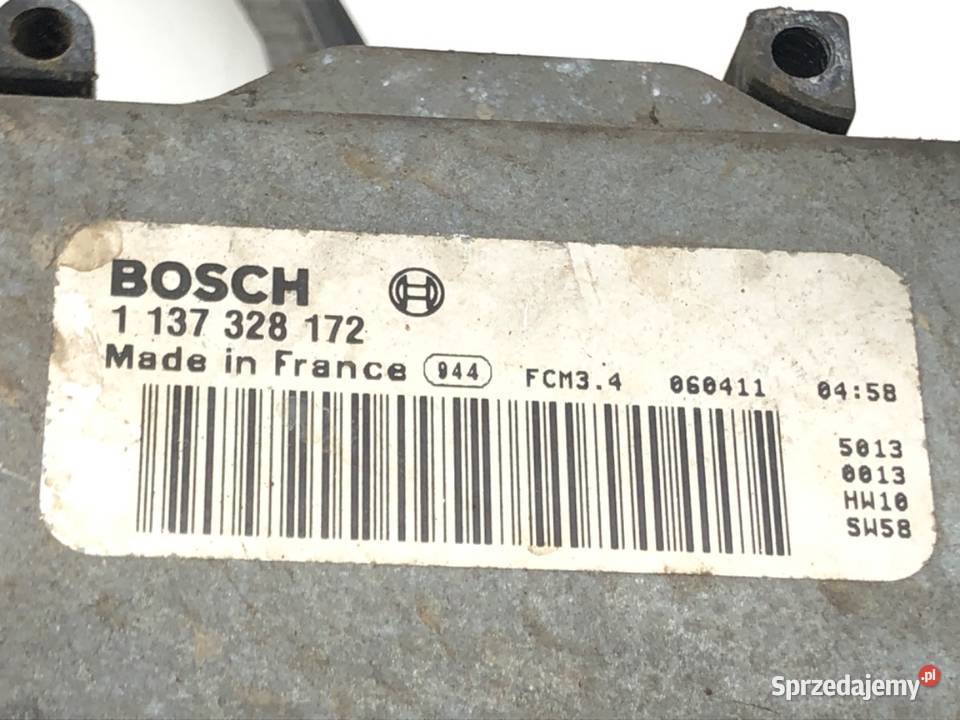 BOSCH
1 137 328 172
Made in France 944 FCM3.4 060411 04:58
5013
0013
HW10
SW58
Sprzedajemy.pl